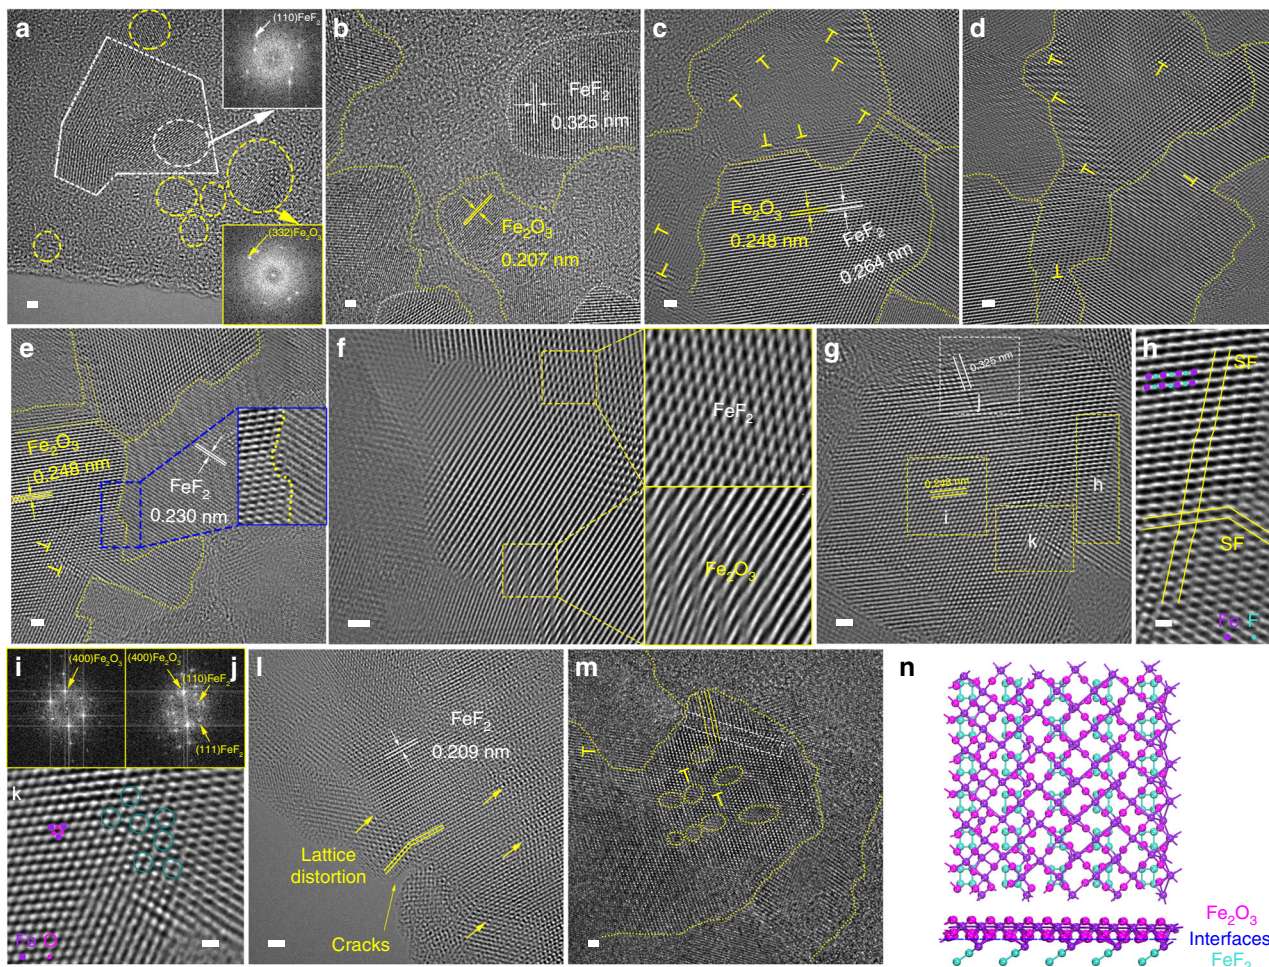 a
(110)FeF₂
(332)Fe₂O₃
b
FeF₂
0.325 nm
Fe₂O₃
0.207 nm
c
Fe₂O₃
0.248 nm
FeF₂
0.264 nm
d
e
Fe₂O₃
0.248 nm
FeF₂
0.230 nm
f
FeF₂
Fe₂O₃
g
0.325 nm
j
0.248 nm
i
h
k
h
SF
SF
Fe F
i
(400)Fe₂O₃
(400)Fe₂O₃
j
(110)FeF₂
(111)FeF₂
k
Fe O
l
FeF₂
0.209 nm
Lattice
distortion
Cracks
m
n
Fe₂O₃
Interfaces
FeF₂